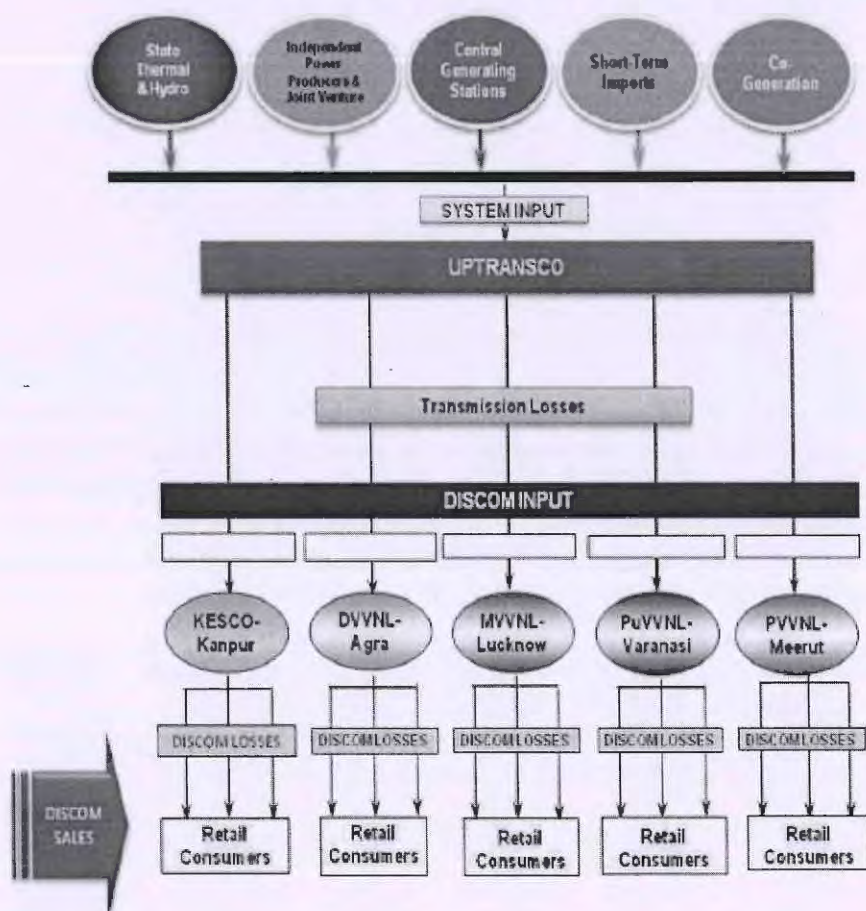 State
Thermal
& Hydro
Independent
Power
Producers &
Joint Venture
Central
Generating
Stations
Short-Term
Imports
Co-
Generation
SYSTEM INPUT
UPTRANSCO
Transmission Losses
DISCOM INPUT
KESCO-
Kanpur
DVVNL-
Agra
MVVNL-
Lucknow
PuVVNL-
Varanasi
PVVNL-
Meerut
DISCOM LOSSES
DISCOM LOSSES
DISCOM LOSSES
DISCOM LOSSES
DISCOM LOSSES
DISCOM
SALES
Retail
Consumers
Retail
Consumers
Retail
Consumers
Retail
Consumers
Retail
Consumers